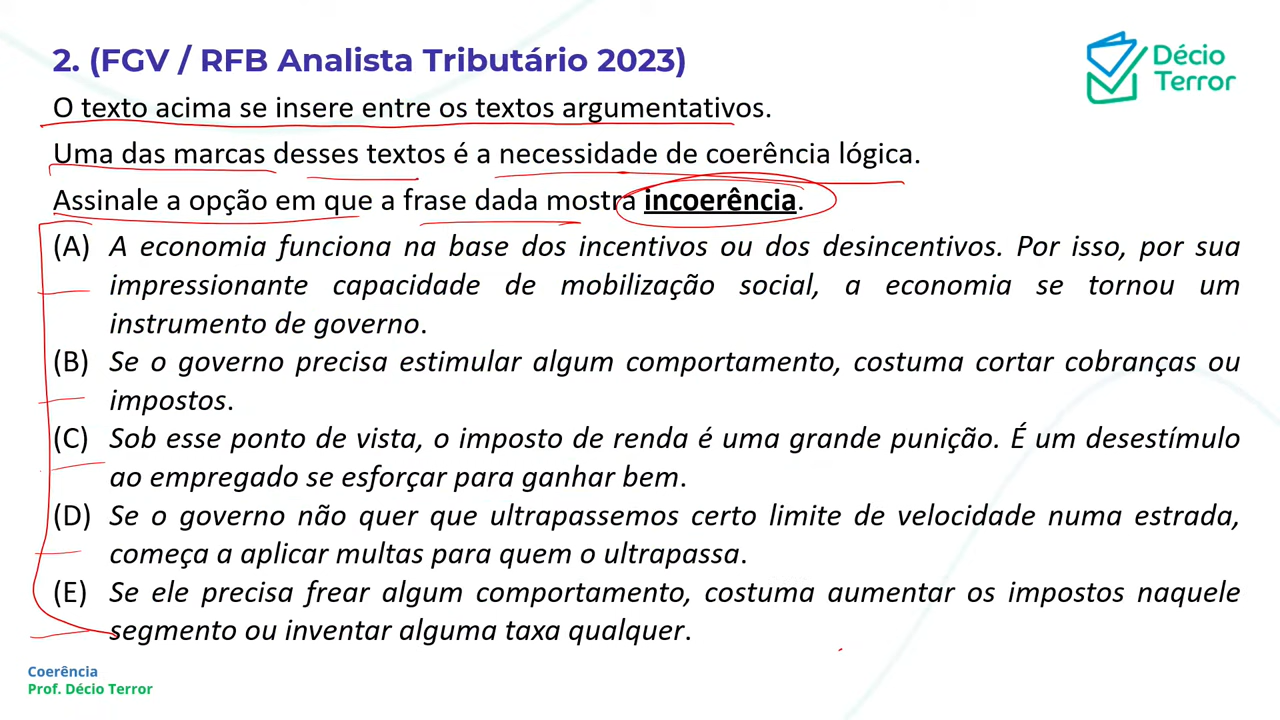 2. (FGV / RFB Analista Tributário 2023)
Décio
Terror
O texto acima se insere entre os textos argumentativos.
Uma das marcas desses textos é a necessidade de coerência lógica.
Assinale a opção em que a frase dada mostra incoerência.
(A) A economia funciona na base dos incentivos ou dos desincentivos. Por isso, por sua
impressionante capacidade de mobilização social, a economia se tornou um
instrumento de governo.
(B) Se o governo precisa estimular algum comportamento, costuma cortar cobranças ou
impostos.
(C) Sob esse ponto de vista, o imposto de renda é uma grande punição. É um desestímulo
ao empregado se esforçar para ganhar bem.
(D) Se o governo não quer que ultrapassemos certo limite de velocidade numa estrada,
começa a aplicar multas para quem o ultrapassa.
(E) Se ele precisa frear algum comportamento, costuma aumentar os impostos naquele
segmento ou inventar alguma taxa qualquer.
Coerência
Prof. Décio Terror